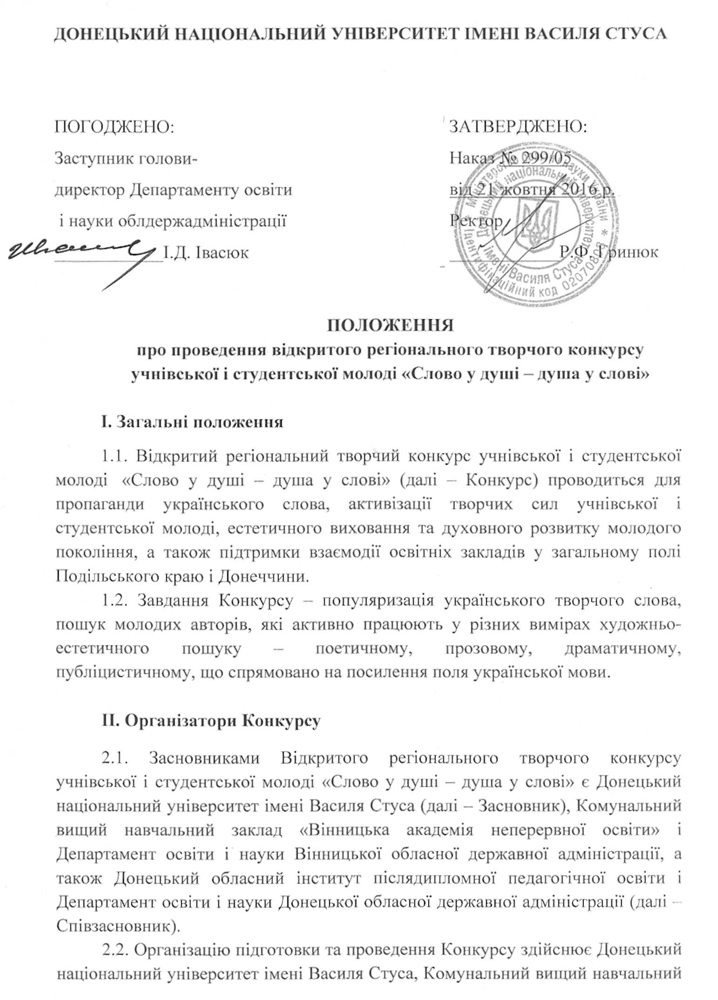 ДОНЕЦЬКИЙ НАЦІОНАЛЬНИЙ УНІВЕРСИТЕТ ІМЕНІ ВАСИЛЯ СТУСА
ПОГОДЖЕНО:
Заступник голови-
директор Департаменту освіти
і науки облдержадміністрації
І.Д. Івасюк
ЗАТВЕРДЖЕНО:
Наказ № 299/05
від 21 жовтня 2016 р.
Ректор
Р.Ф. Гринюк
Міністерство освіти і науки України
Ідентифікаційний код 02070803
Донецький національний університет
імені Василя Стуса
ПОЛОЖЕННЯ
про проведення відкритого регіонального творчого конкурсу
учнівської і студентської молоді «Слово у душі – душа у слові»
І. Загальні положення
1.1. Відкритий регіональний творчий конкурс учнівської і студентської
молоді «Слово у душі – душа у слові» (далі – Конкурс) проводиться для
пропаганди українського слова, активізації творчих сил учнівської і
студентської молоді, естетичного виховання та духовного розвитку молодого
покоління, а також підтримки взаємодії освітніх закладів у загальному полі
Подільського краю і Донеччини.
1.2. Завдання Конкурсу – популяризація українського творчого слова,
пошук молодих авторів, які активно працюють у різних вимірах художньо-
естетичного пошуку – поетичному, прозовому, драматичному,
публіцистичному, що спрямовано на посилення поля української мови.
ІІ. Організатори Конкурсу
2.1. Засновниками Відкритого регіонального творчого конкурсу
учнівської і студентської молоді «Слово у душі – душа у слові» є Донецький
національний університет імені Василя Стуса (далі – Засновник), Комунальний
вищий навчальний заклад «Вінницька академія неперервної освіти» і
Департамент освіти і науки Вінницької обласної державної адміністрації, а
також Донецький обласний інститут післядипломної педагогічної освіти і
Департамент освіти і науки Донецької обласної державної адміністрації (далі –
Співзасновник).
2.2. Організацію підготовки та проведення Конкурсу здійснює Донецький
національний університет імені Василя Стуса, Комунальний вищий навчальний